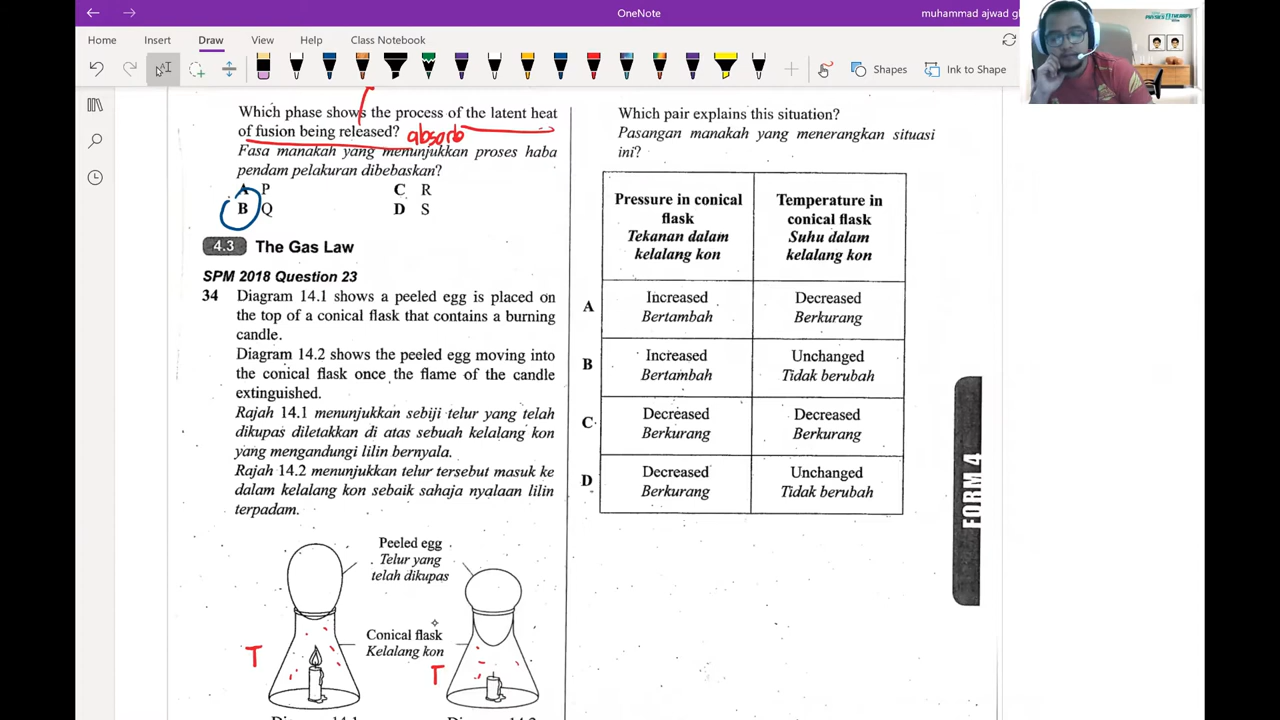 OneNote
muhammad ajwad gh
Home Insert Draw View Help Class Notebook
Shapes Ink to Shape
PHYSICS THERAPY
Which phase shows the process of the latent heat
of fusion being released? absorb
Fasa manakah yang menunjukkan proses haba
pendam pelakuran dibebaskan?
A P C R
B Q D S
4.3 The Gas Law
SPM 2018 Question 23
34 Diagram 14.1 shows a peeled egg is placed on
the top of a conical flask that contains a burning
candle.
Diagram 14.2 shows the peeled egg moving into
the conical flask once the flame of the candle
extinguished.
Rajah 14.1 menunjukkan sebiji telur yang telah
dikupas diletakkan di atas sebuah kelalang kon
yang mengandungi lilin bernyala.
Rajah 14.2 menunjukkan telur tersebut masuk ke
dalam kelalang kon sebaik sahaja nyalaan lilin
terpadam.
Peeled egg
Telur yang
telah dikupas
Conical flask
Kelalang kon
T
T
Which pair explains this situation?
Pasangan manakah yang menerangkan situasi
ini?
Pressure in conical
flask
Tekanan dalam
kelalang kon
Temperature in
conical flask
Suhu dalam
kelalang kon
A Increased Decreased
Bertambah Berkurang
B Increased Unchanged
Bertambah Tidak berubah
C Decreased Decreased
Berkurang Berkurang
D Decreased Unchanged
Berkurang Tidak berubah
FORM 4